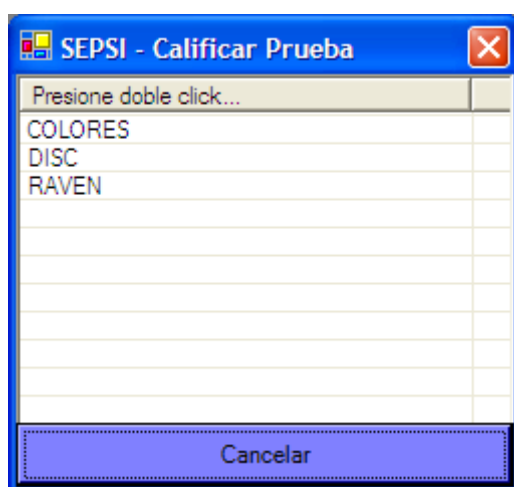 SEPSI - Calificar Prueba
Presione doble click...
COLORES
DISC
RAVEN
Cancelar